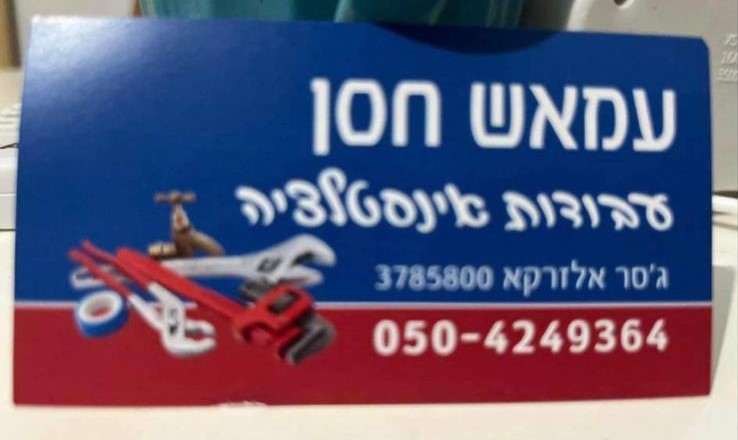 עמאש חסן
עבודות אינסטלציה
ג'סר אלזרקא 3785800
050-4249364